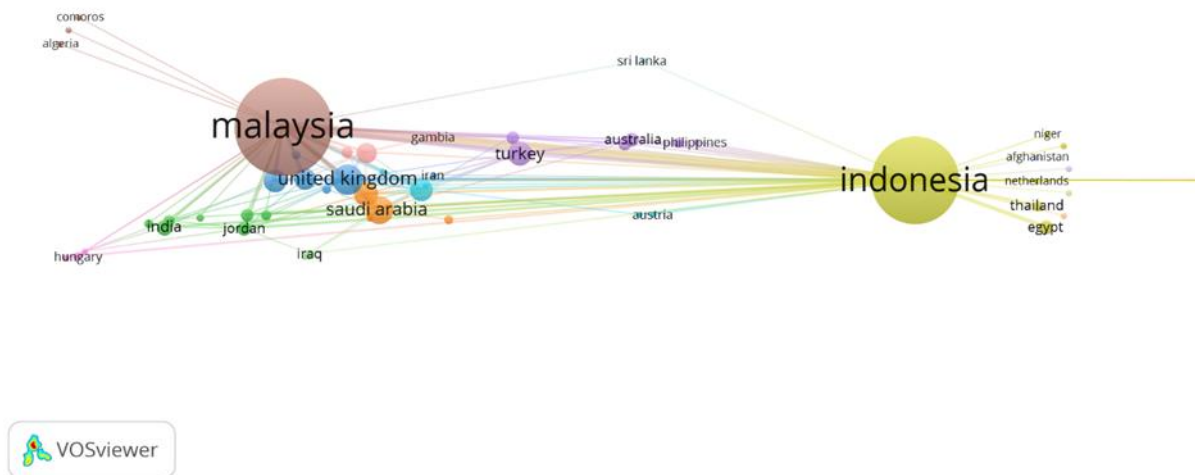 comoros
algeria
sri lanka
malaysia
gambia
australia
philippines
niger
turkey
afghanistan
united kingdom
iran
indonesia
netherlands
saudi arabia
austria
thailand
india
jordan
egypt
hungary
iraq
VOSviewer